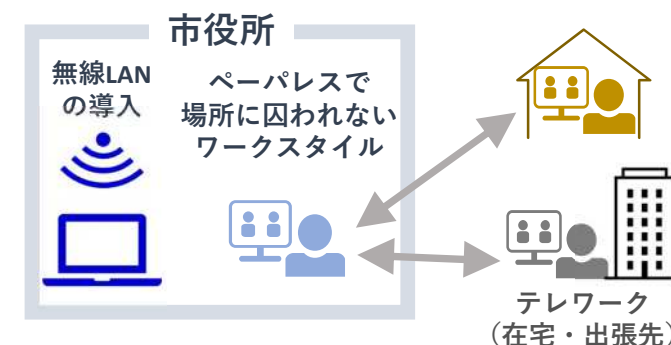 市役所
無線LAN
の導入
ペーパレスで
場所に囚われない
ワークスタイル
テレワーク
（在宅・出張先）